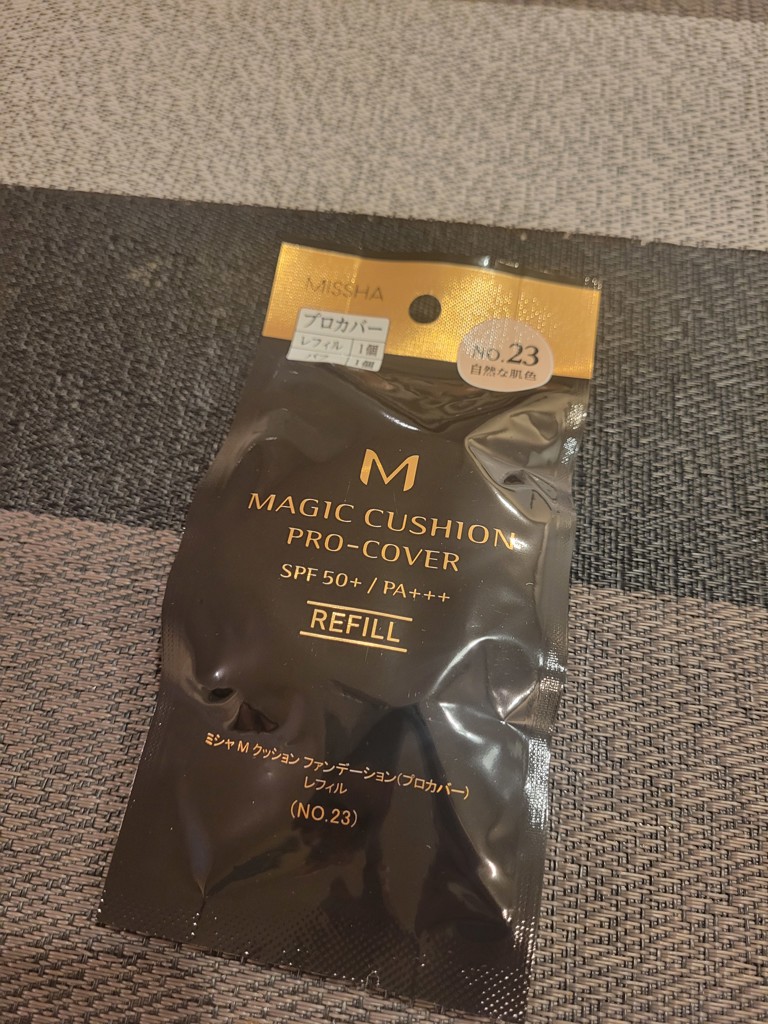 MISSHA
プロカバー
レフィル 1個
パフ 1個
NO.23
自然な肌色
M
MAGIC CUSHION
PRO-COVER
SPF 50+ / PA+++
REFILL
ミシャ M クッション ファンデーション(プロカバー)
レフィル
(NO.23)